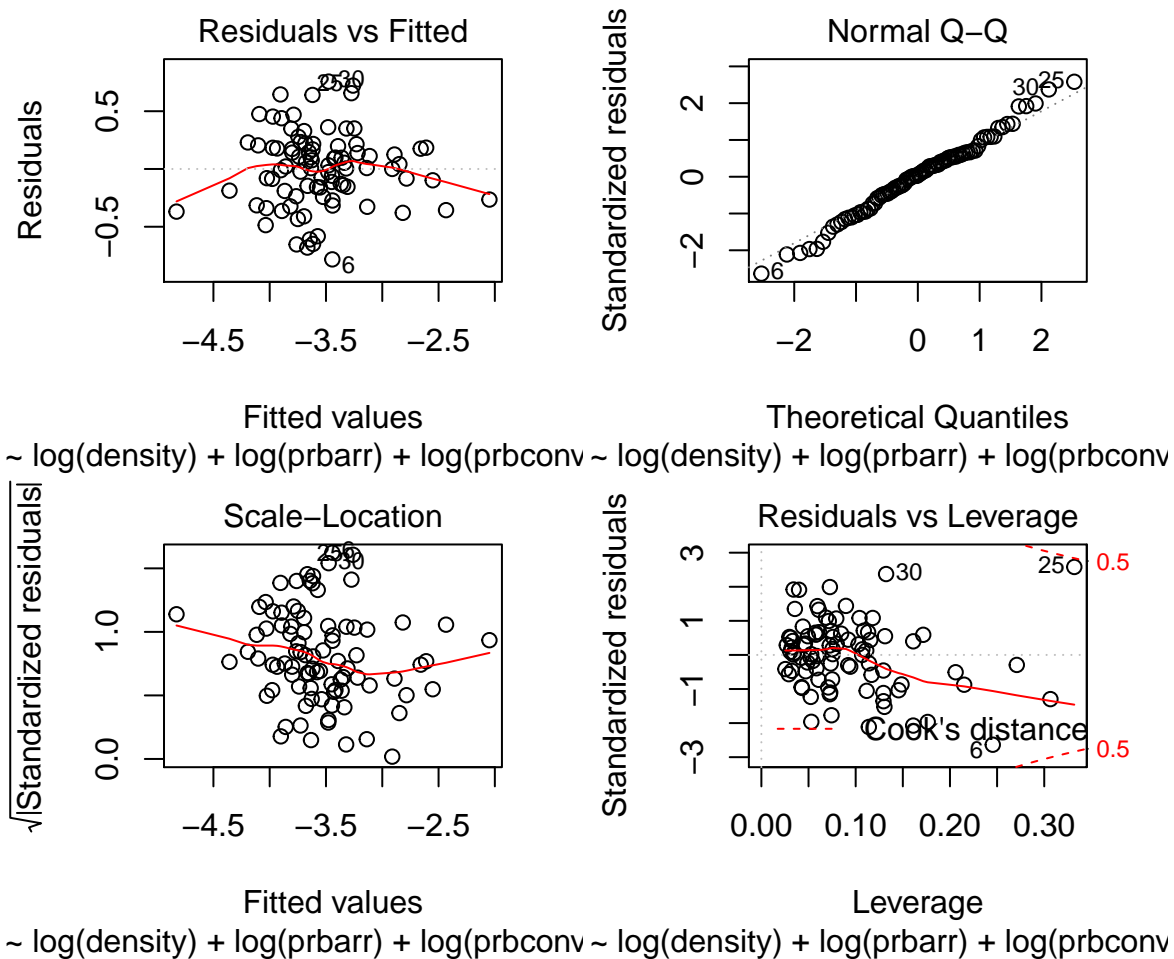 Residuals vs Fitted
Residuals
0.5
−0.5
25
30
6
−4.5 −3.5 −2.5
Fitted values
~ log(density) + log(prbarr) + log(prbconv
Normal Q−Q
Standardized residuals
2
0
−2
30
25
6
−2 0 1 2
Theoretical Quantiles
~ log(density) + log(prbarr) + log(prbconv
Scale−Location
√|Standardized residuals|
1.0
0.0
−4.5 −3.5 −2.5
Fitted values
~ log(density) + log(prbarr) + log(prbconv
Residuals vs Leverage
Standardized residuals
3
1
−1
−3
30
25
6
0.5
0.5
Cook's distance
0.00 0.10 0.20 0.30
Leverage
~ log(density) + log(prbarr) + log(prbconv